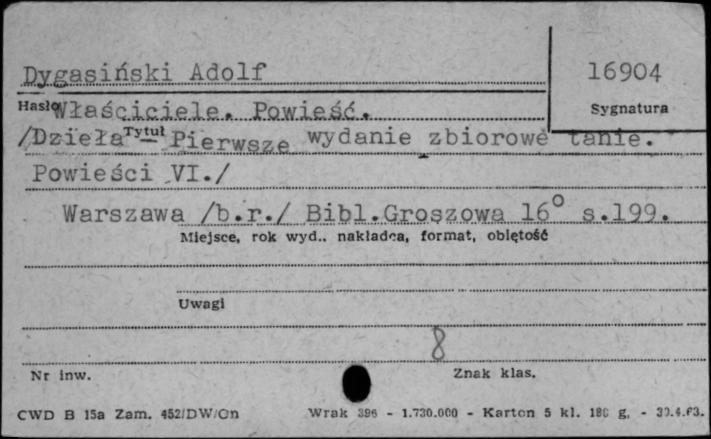 Dygasiński Adolf
16904
Hasło
Właściciele. Powieść.
Sygnatura
/Dzieła - Pierwsze wydanie zbiorowe tanie.
Tytuł
Powieści VI./
Warszawa /b.r./ Bibl.Groszowa 16° s.199.
Miejsce, rok wyd., nakładca, format, objętość
Uwagi
8
Nr inw.
Znak klas.
CWD B 15a Zam. 452/DW/Gn Wrak 396 - 1.730.000 - Karton 5 kl. 180 g. - 30.4.63.